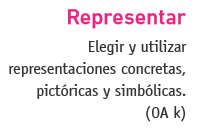 Representar
Elegir y utilizar
representaciones concretas,
pictóricas y simbólicas.
(OA k)